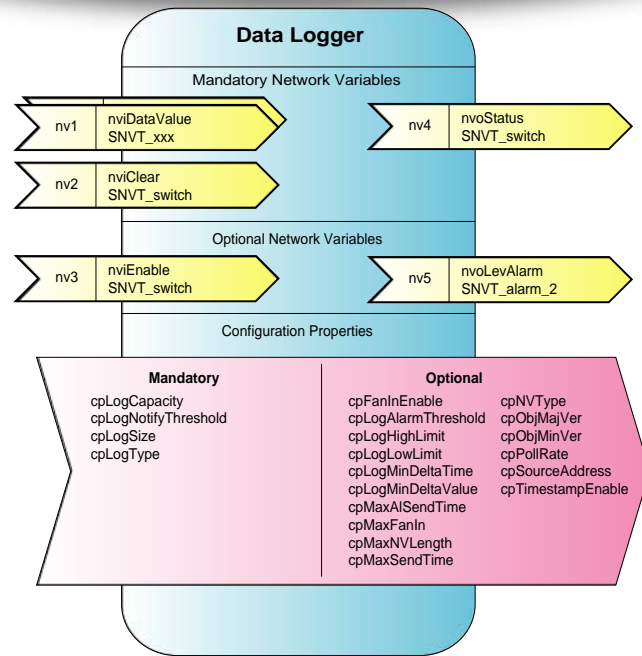 Data Logger
Mandatory Network Variables
nv1
nviDataValue
SNVT_xxx
nv4
nvoStatus
SNVT_switch
nv2
nviClear
SNVT_switch
Optional Network Variables
nv3
nviEnable
SNVT_switch
nv5
nvoLevAlarm
SNVT_alarm_2
Configuration Properties
Mandatory
cpLogCapacity
cpLogNotifyThreshold
cpLogSize
cpLogType
Optional
cpFanInEnable
cpLogAlarmThreshold
cpLogHighLimit
cpLogLowLimit
cpLogMinDeltaTime
cpLogMinDeltaValue
cpMaxAlSendTime
cpMaxFanIn
cpMaxNVLength
cpMaxSendTime
cpNVType
cpObjMajVer
cpObjMinVer
cpPollRate
cpSourceAddress
cpTimestampEnable